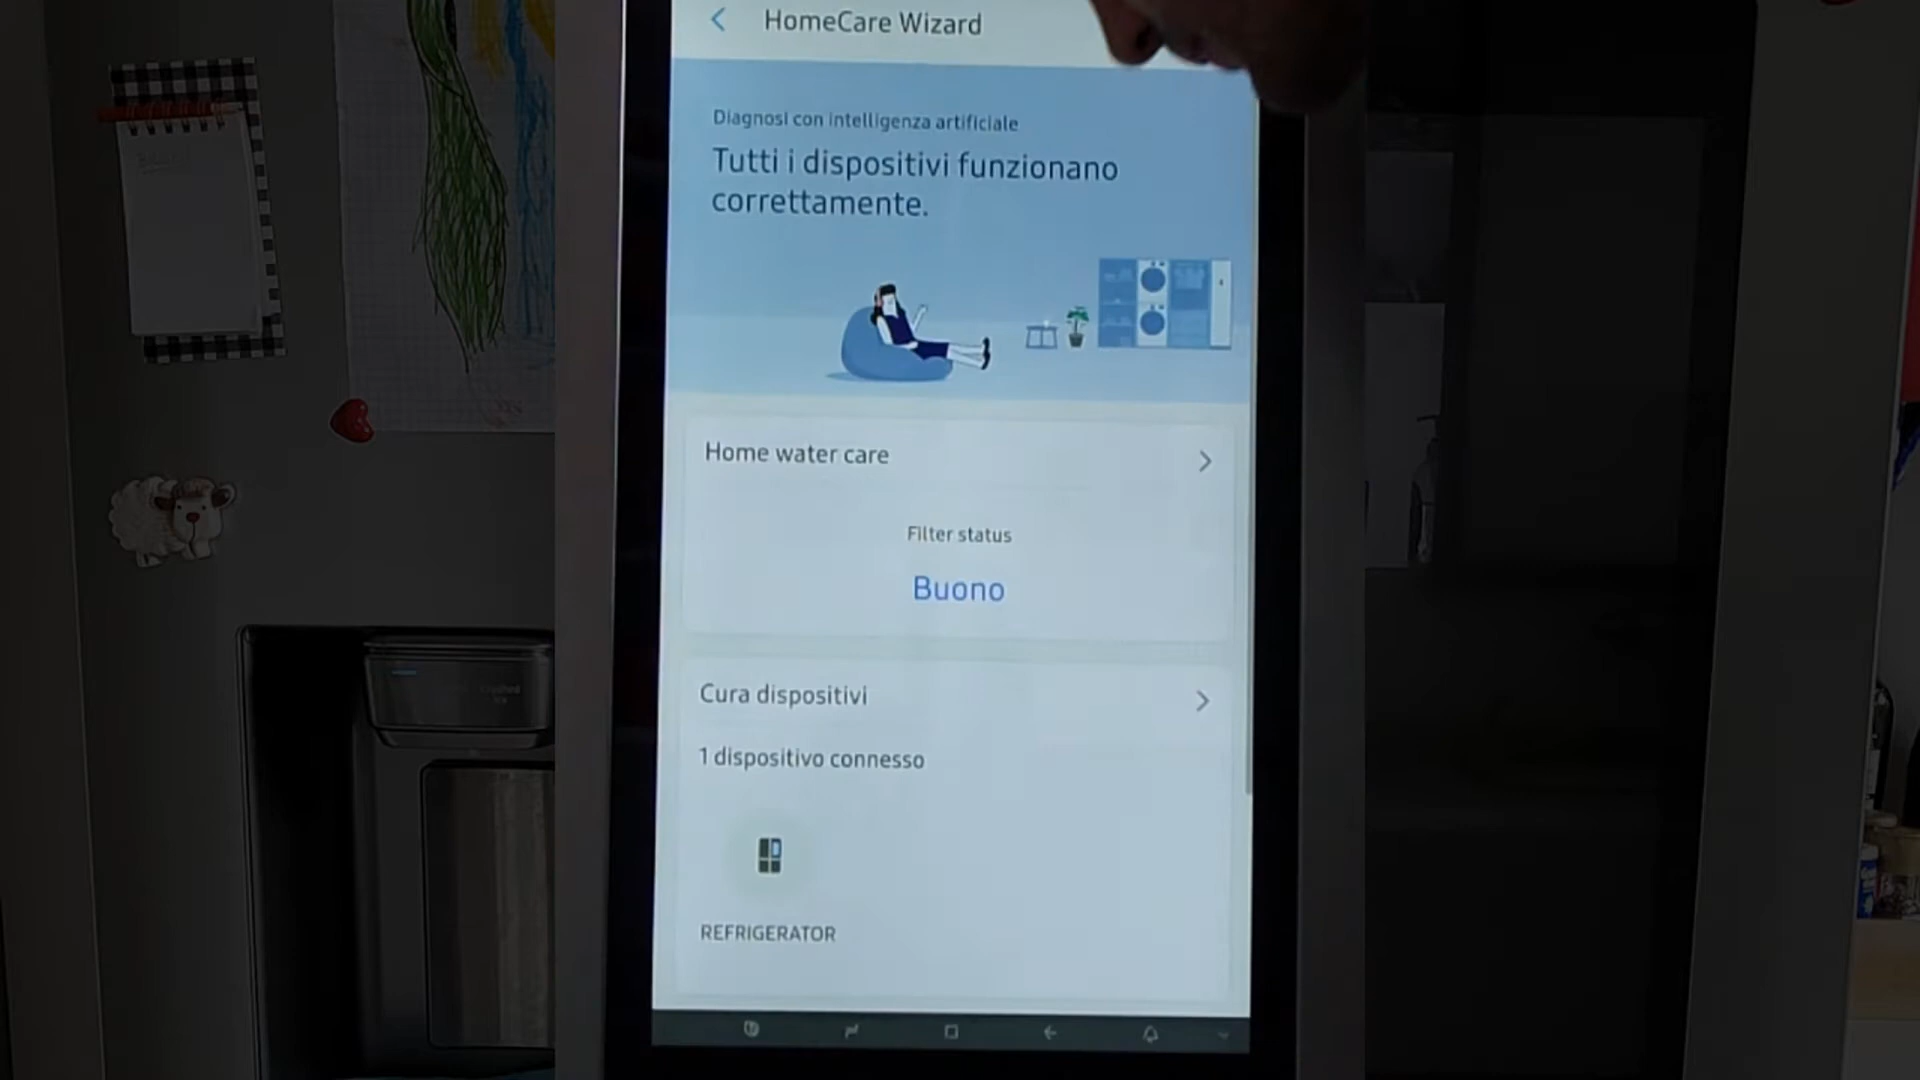 HomeCare Wizard
Diagnosi con intelligenza artificiale
Tutti i dispositivi funzionano
correttamente.
Home water care
Filter status
Buono
Cura dispositivi
1 dispositivo connesso
REFRIGERATOR